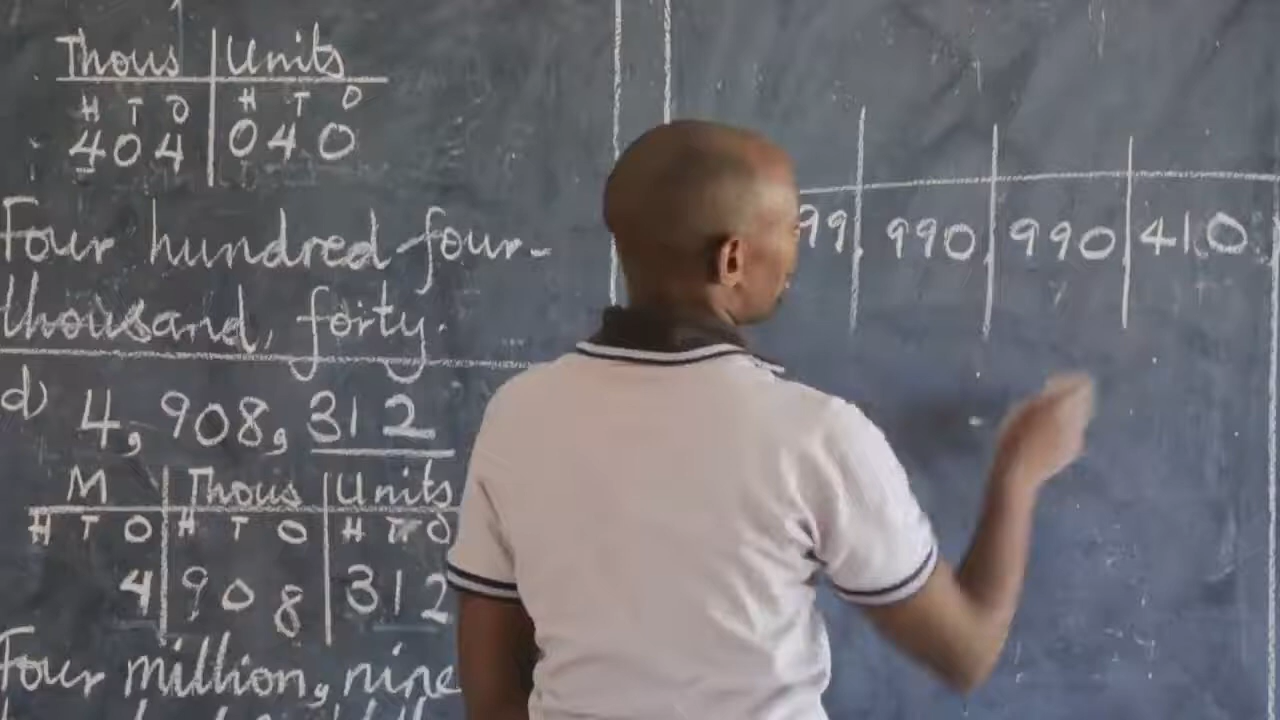 Thous Units
H T O H T O
404 040
Four hundred four-
thousand, forty.
d) 4,908,312
M Thous Units
H T O H T O H T O
4 908 312
Four million, nine
99, 990, 990 410